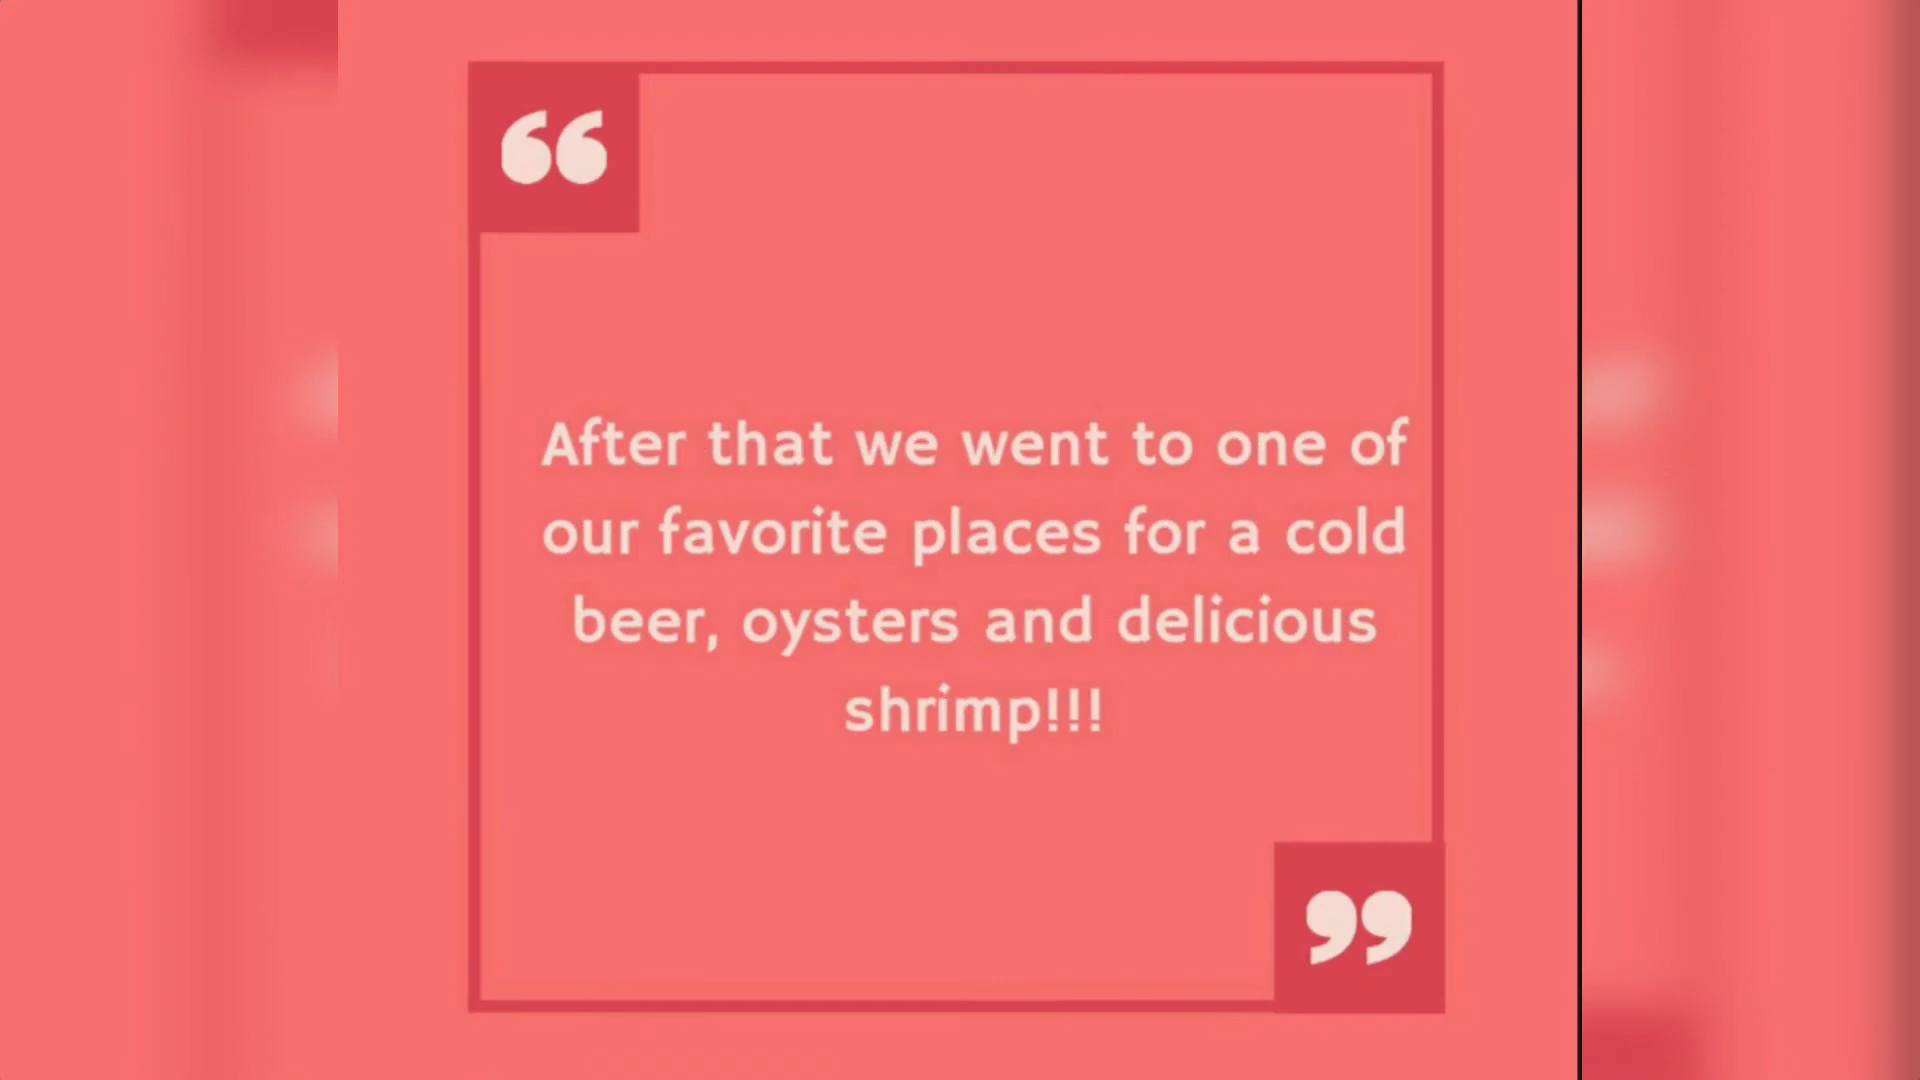 “
After that we went to one of
our favorite places for a cold
beer, oysters and delicious
shrimp!!!
”